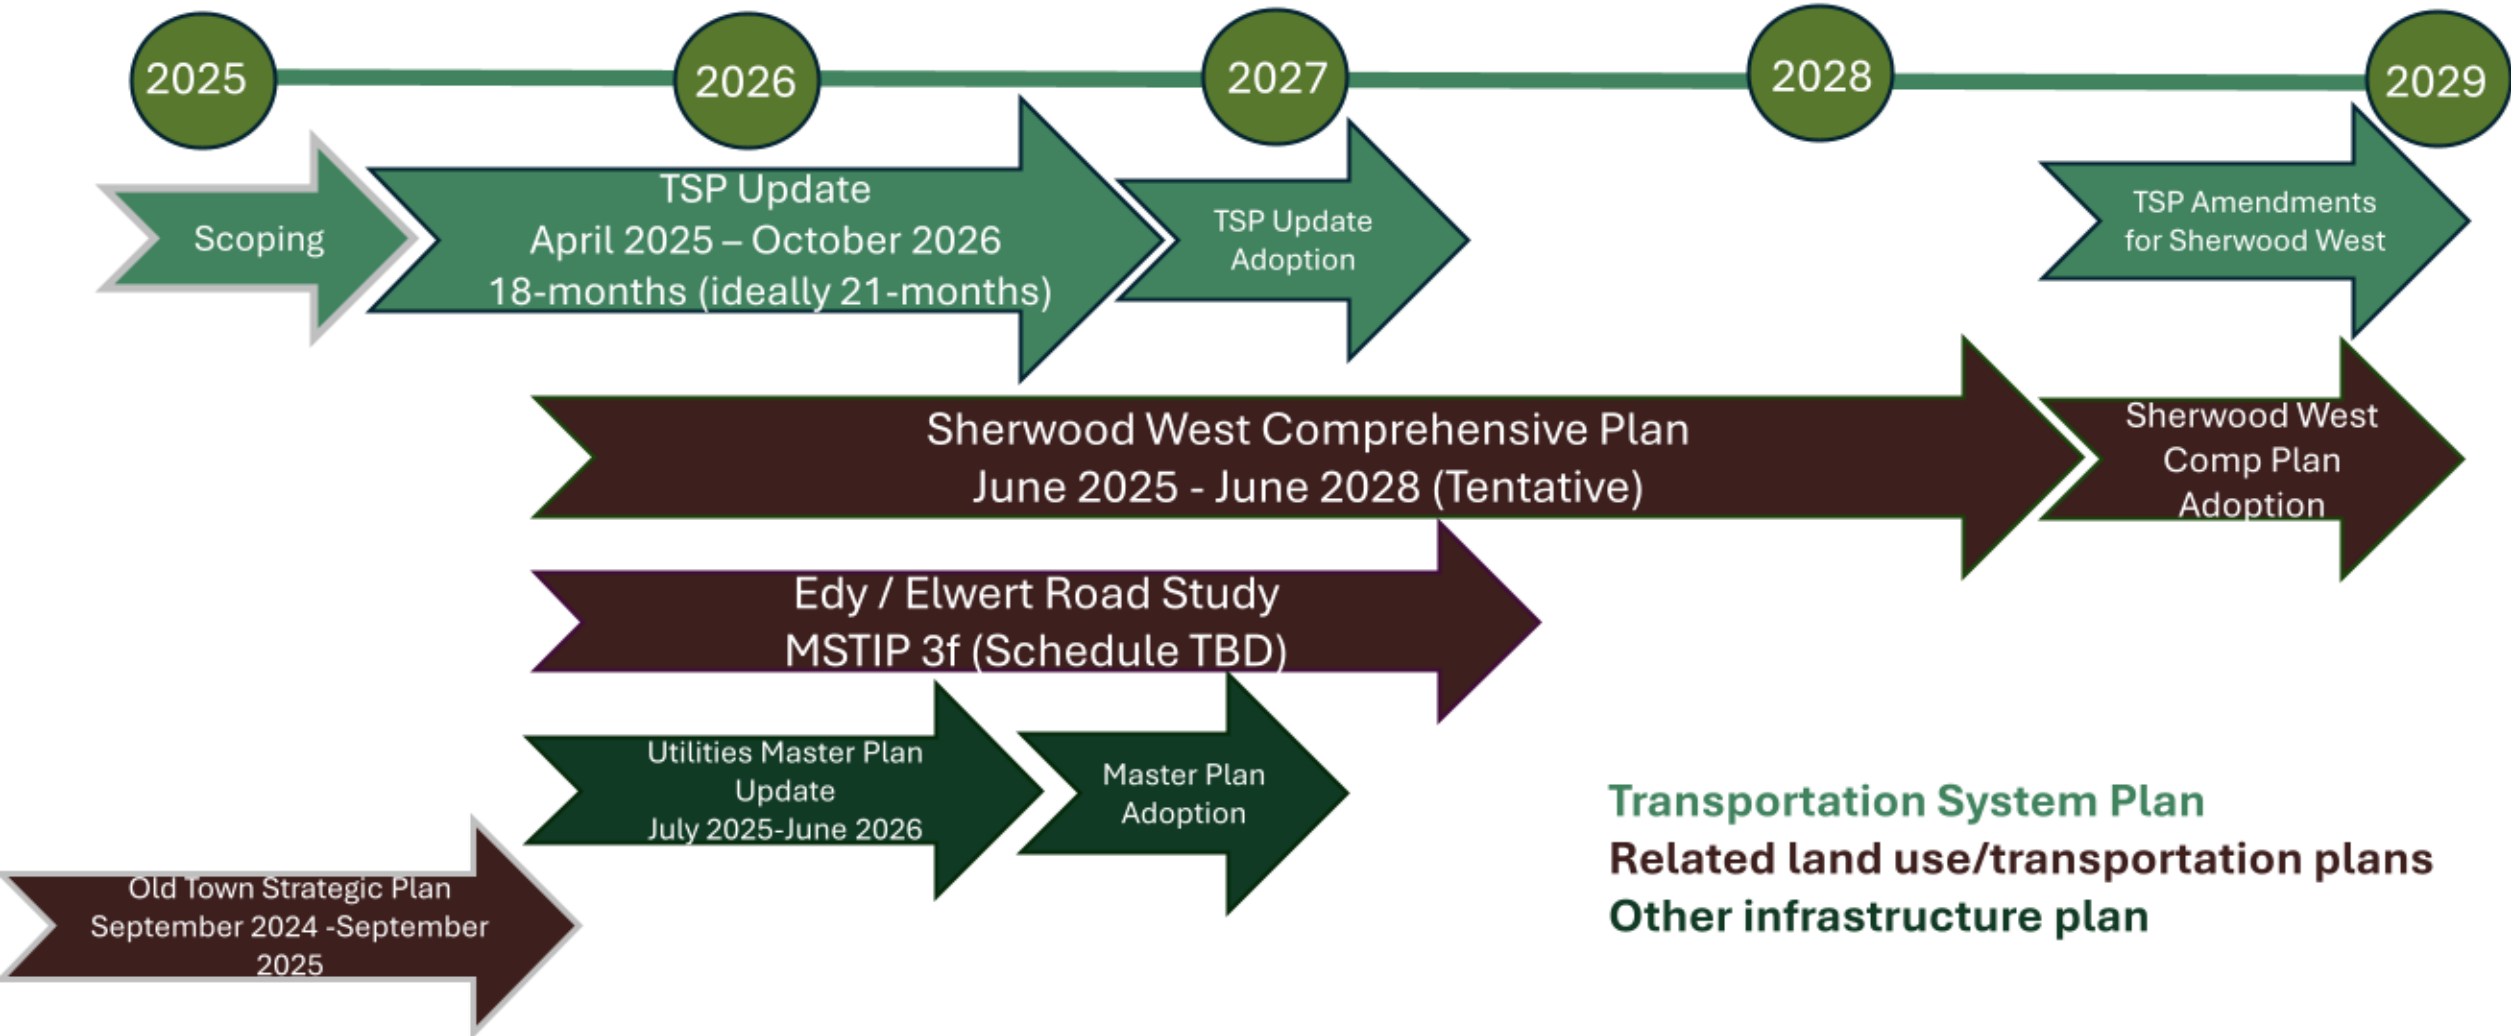 2025
2026
2027
2028
2029
Scoping
TSP Update
April 2025 – October 2026
18-months (ideally 21-months)
TSP Update
Adoption
TSP Amendments
for Sherwood West
Sherwood West Comprehensive Plan
June 2025 - June 2028 (Tentative)
Sherwood West
Comp Plan
Adoption
Edy / Elwert Road Study
MSTIP 3f (Schedule TBD)
Utilities Master Plan
Update
July 2025-June 2026
Master Plan
Adoption
Old Town Strategic Plan
September 2024 -September
2025
Transportation System Plan
Related land use/transportation plans
Other infrastructure plan